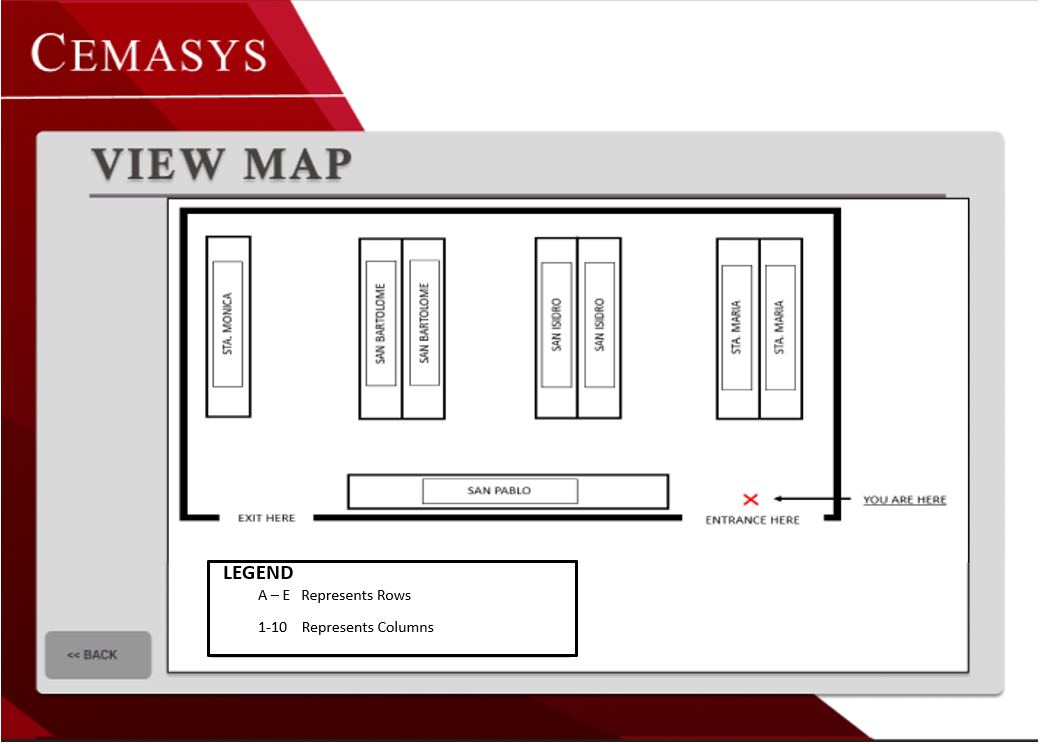 CEMASYS
VIEW MAP
STA. MONICA
SAN BARTOLOME
SAN BARTOLOME
SAN ISIDRO
SAN ISIDRO
STA. MARIA
STA. MARIA
SAN PABLO
YOU ARE HERE
EXIT HERE
ENTRANCE HERE
LEGEND
A – E Represents Rows
1-10 Represents Columns
<< BACK